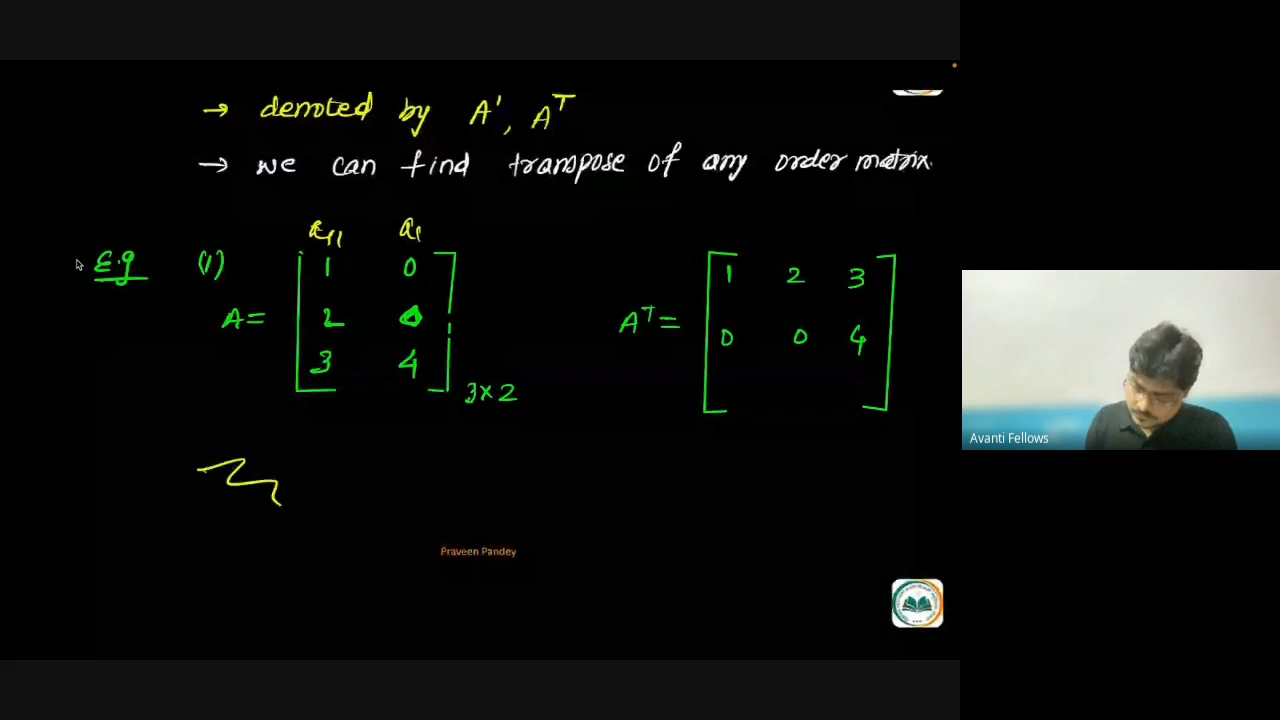 → denoted by A', Aᵀ
→ we can find transpose of any order matrix.
a₁₁ a₁
E.g (1)
1 0
A = 2 0
3 4
3×2
Aᵀ =
1 2 3
0 0 4
Avanti Fellows
Praveen Pandey